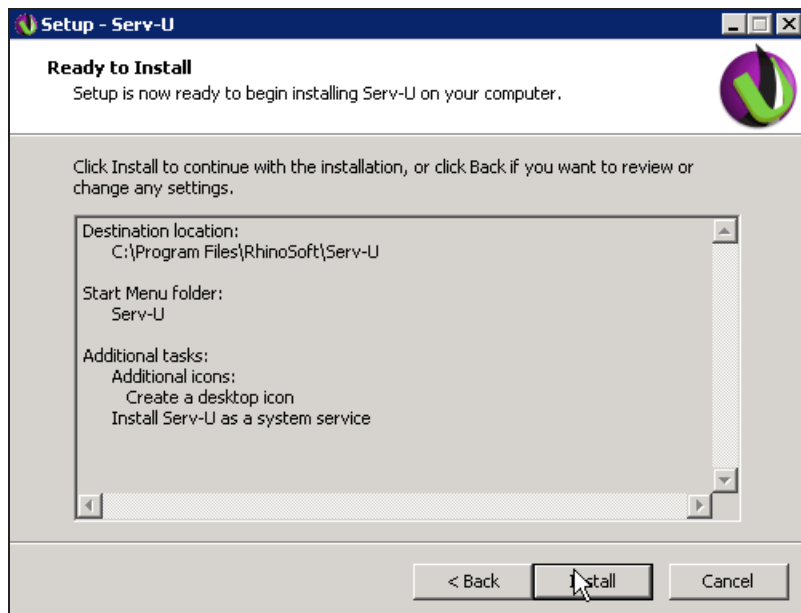 Setup - Serv-U
Ready to Install
Setup is now ready to begin installing Serv-U on your computer.
Click Install to continue with the installation, or click Back if you want to review or
change any settings.
Destination location:
C:\Program Files\RhinoSoft\Serv-U
Start Menu folder:
Serv-U
Additional tasks:
Additional icons:
Create a desktop icon
Install Serv-U as a system service
< Back
Install
Cancel